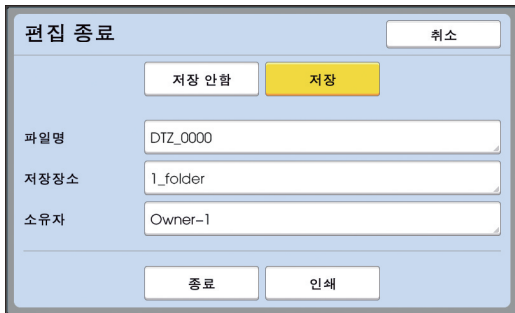 편집 종료
취소
저장 안함
저장
파일명 DTZ_0000
저장장소 1_folder
소유자 Owner-1
종료
인쇄